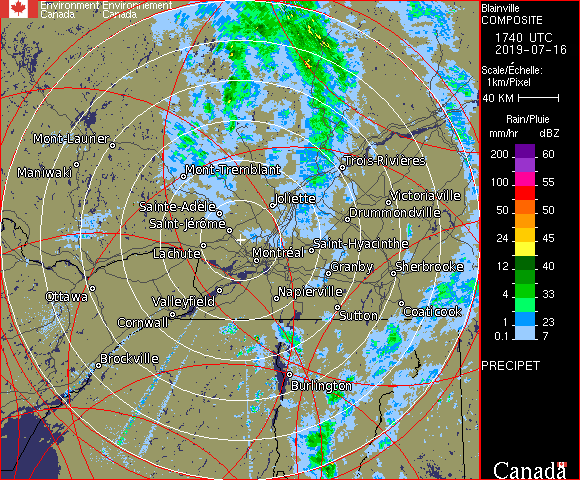 Environment Environnement
Canada Canada
Blainville
COMPOSITE
1740 UTC
2019-07-16
Scale/Échelle:
1km/Pixel
40 KM
Rain/Pluie
mm/hr dBZ
200 60
100 55
50 50
24 45
12 40
4 33
1 23
0.1 7
PRECIPET
Canada
Mont-Laurier
Maniwaki
Mont-Tremblant
Trois-Rivières
Joliette
Victoriaville
Sainte-Adèle
Drummondville
Saint-Jérôme
Lachute
Montréal
Saint-Hyacinthe
Granby
Sherbrooke
Ottawa
Valleyfield
Napierville
Cornwall
Sutton
Coaticook
Brockville
Burlington